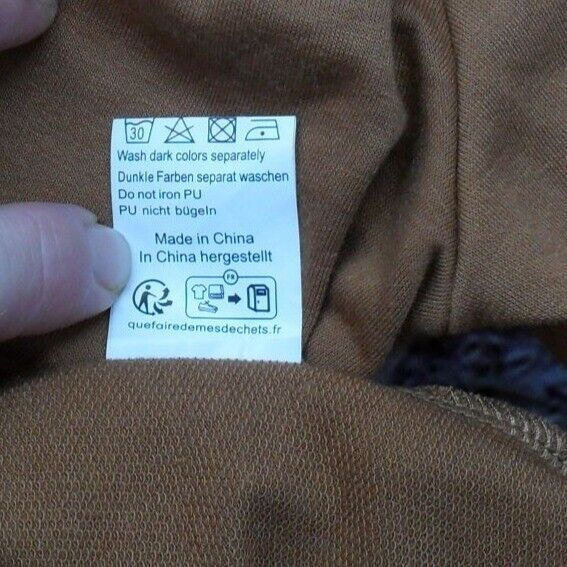 30
Wash dark colors separately
Dunkle Farben separat waschen
Do not iron PU
PU nicht bügeln
Made in China
In China hergestellt
FR
quefairedemesdechets.fr